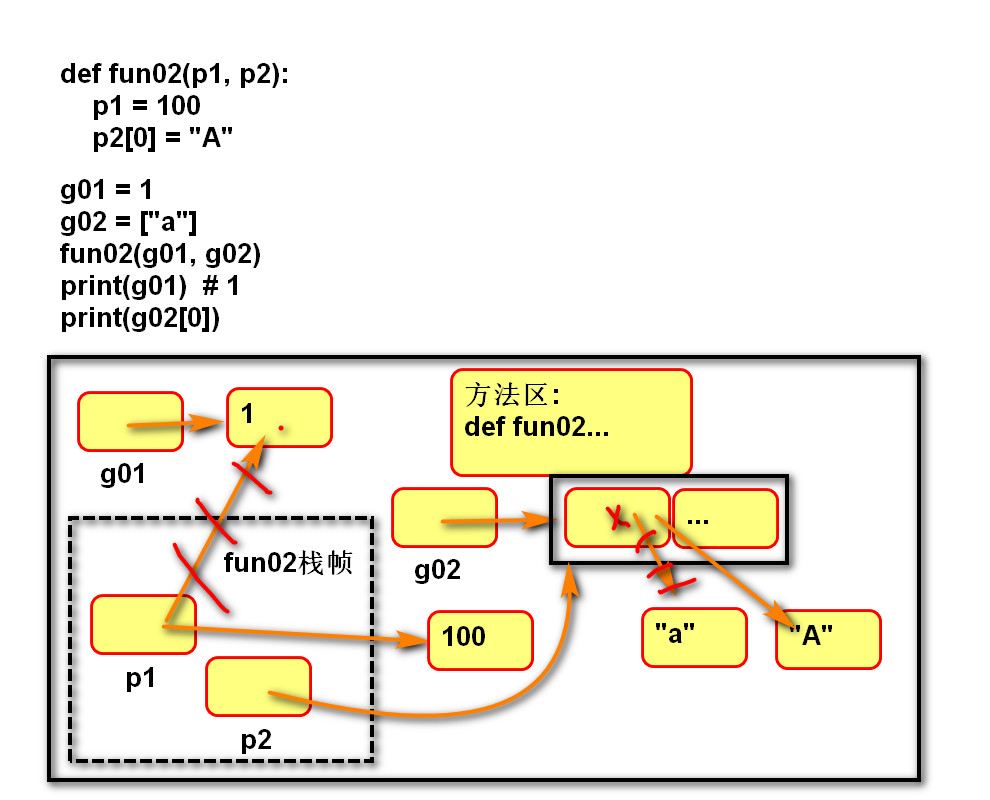 def fun02(p1, p2):
    p1 = 100
    p2[0] = "A"
g01 = 1
g02 = ["a"]
fun02(g01, g02)
print(g01)  # 1
print(g02[0])
方法区:
def fun02...
1
g01
...
g02
fun02栈帧
100
"a"
"A"
p1
p2